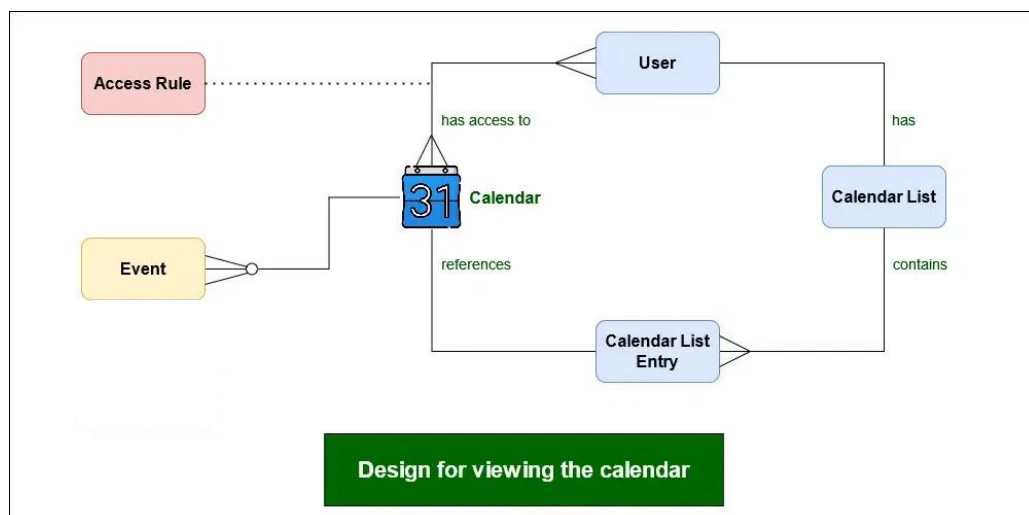 User
Access Rule
has access to
has
31
Calendar
Calendar List
references
Event
contains
Calendar List
Entry
Design for viewing the calendar